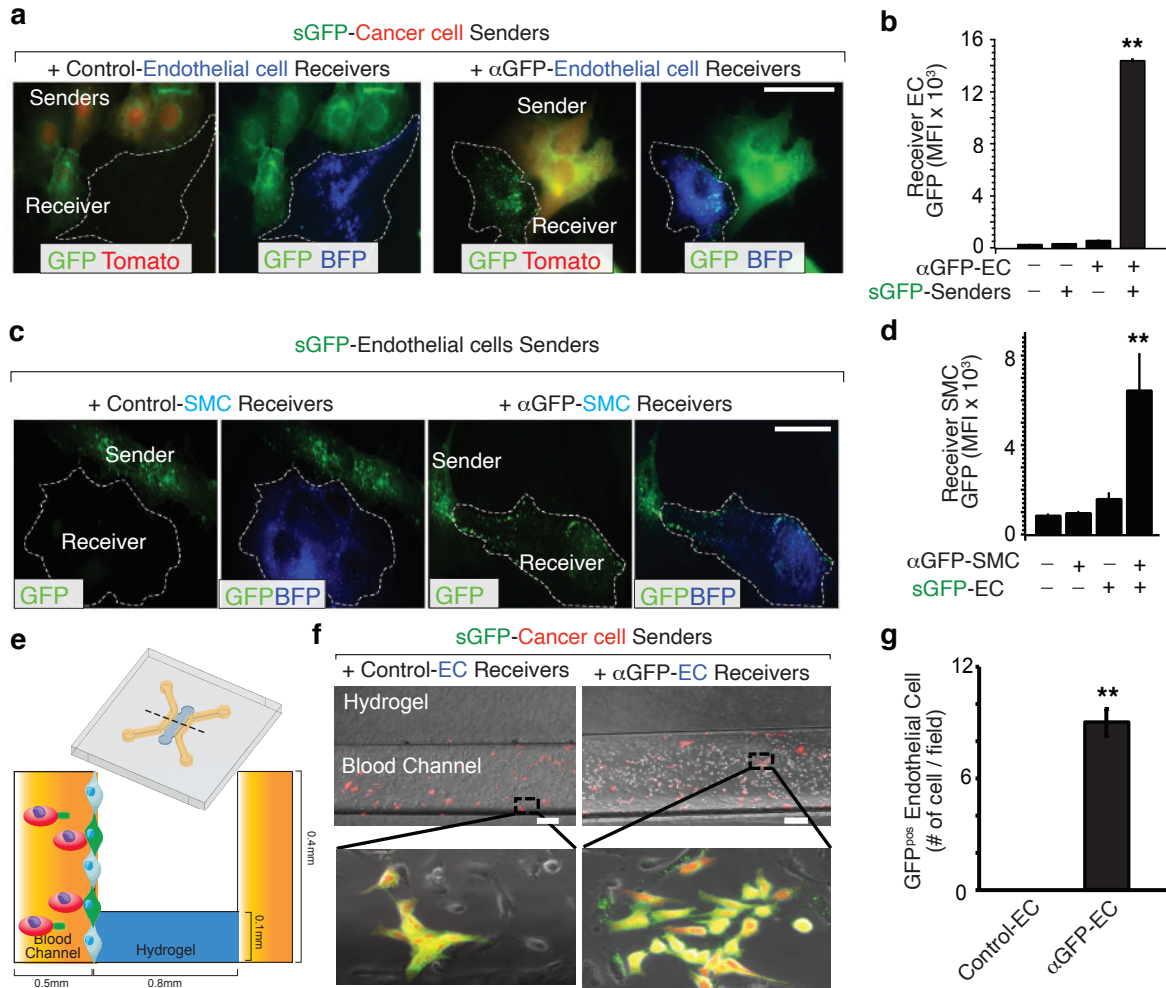 a
sGFP-Cancer cell Senders
+ Control-Endothelial cell Receivers
+ αGFP-Endothelial cell Receivers
Senders
Receiver
GFP Tomato
GFP BFP
Sender
Receiver
GFP Tomato
GFP BFP
b
Receiver EC
GFP (MFI x 10³)
16
12
8
4
0
**
αGFP-EC − − + +
sGFP-Senders − + − +
c
sGFP-Endothelial cells Senders
+ Control-SMC Receivers
+ αGFP-SMC Receivers
Sender
Receiver
GFP
GFPBFP
Sender
Receiver
GFP
GFPBFP
d
Receiver SMC
GFP (MFI x 10³)
8
4
0
**
αGFP-SMC − + − +
sGFP-EC − − + +
e
0.4mm
0.1mm
Blood
Channel
Hydrogel
0.5mm
0.8mm
f
sGFP-Cancer cell Senders
+ Control-EC Receivers
+ αGFP-EC Receivers
Hydrogel
Blood Channel
g
GFPpos Endothelial Cell
(# of cell / field)
12
9
6
3
0
**
Control-EC
αGFP-EC